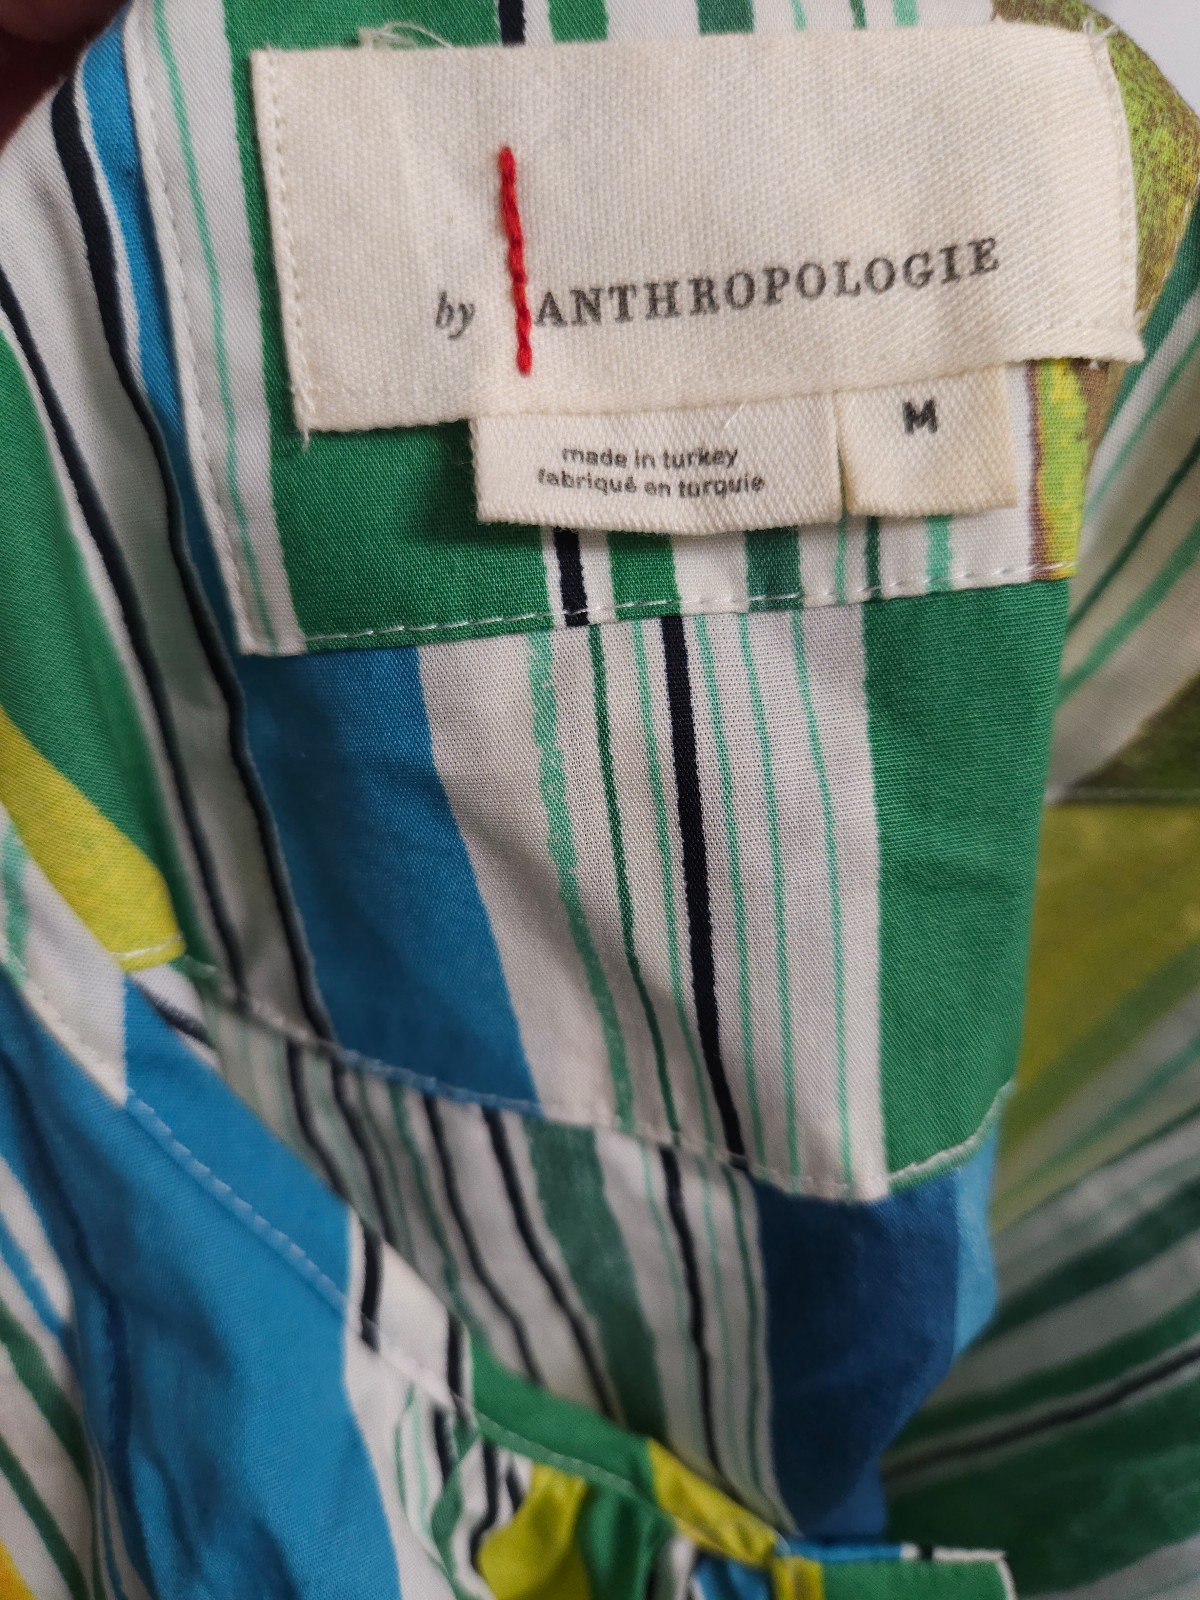 by ANTHROPOLOGIE
M
made in turkey
fabriqué en turquie